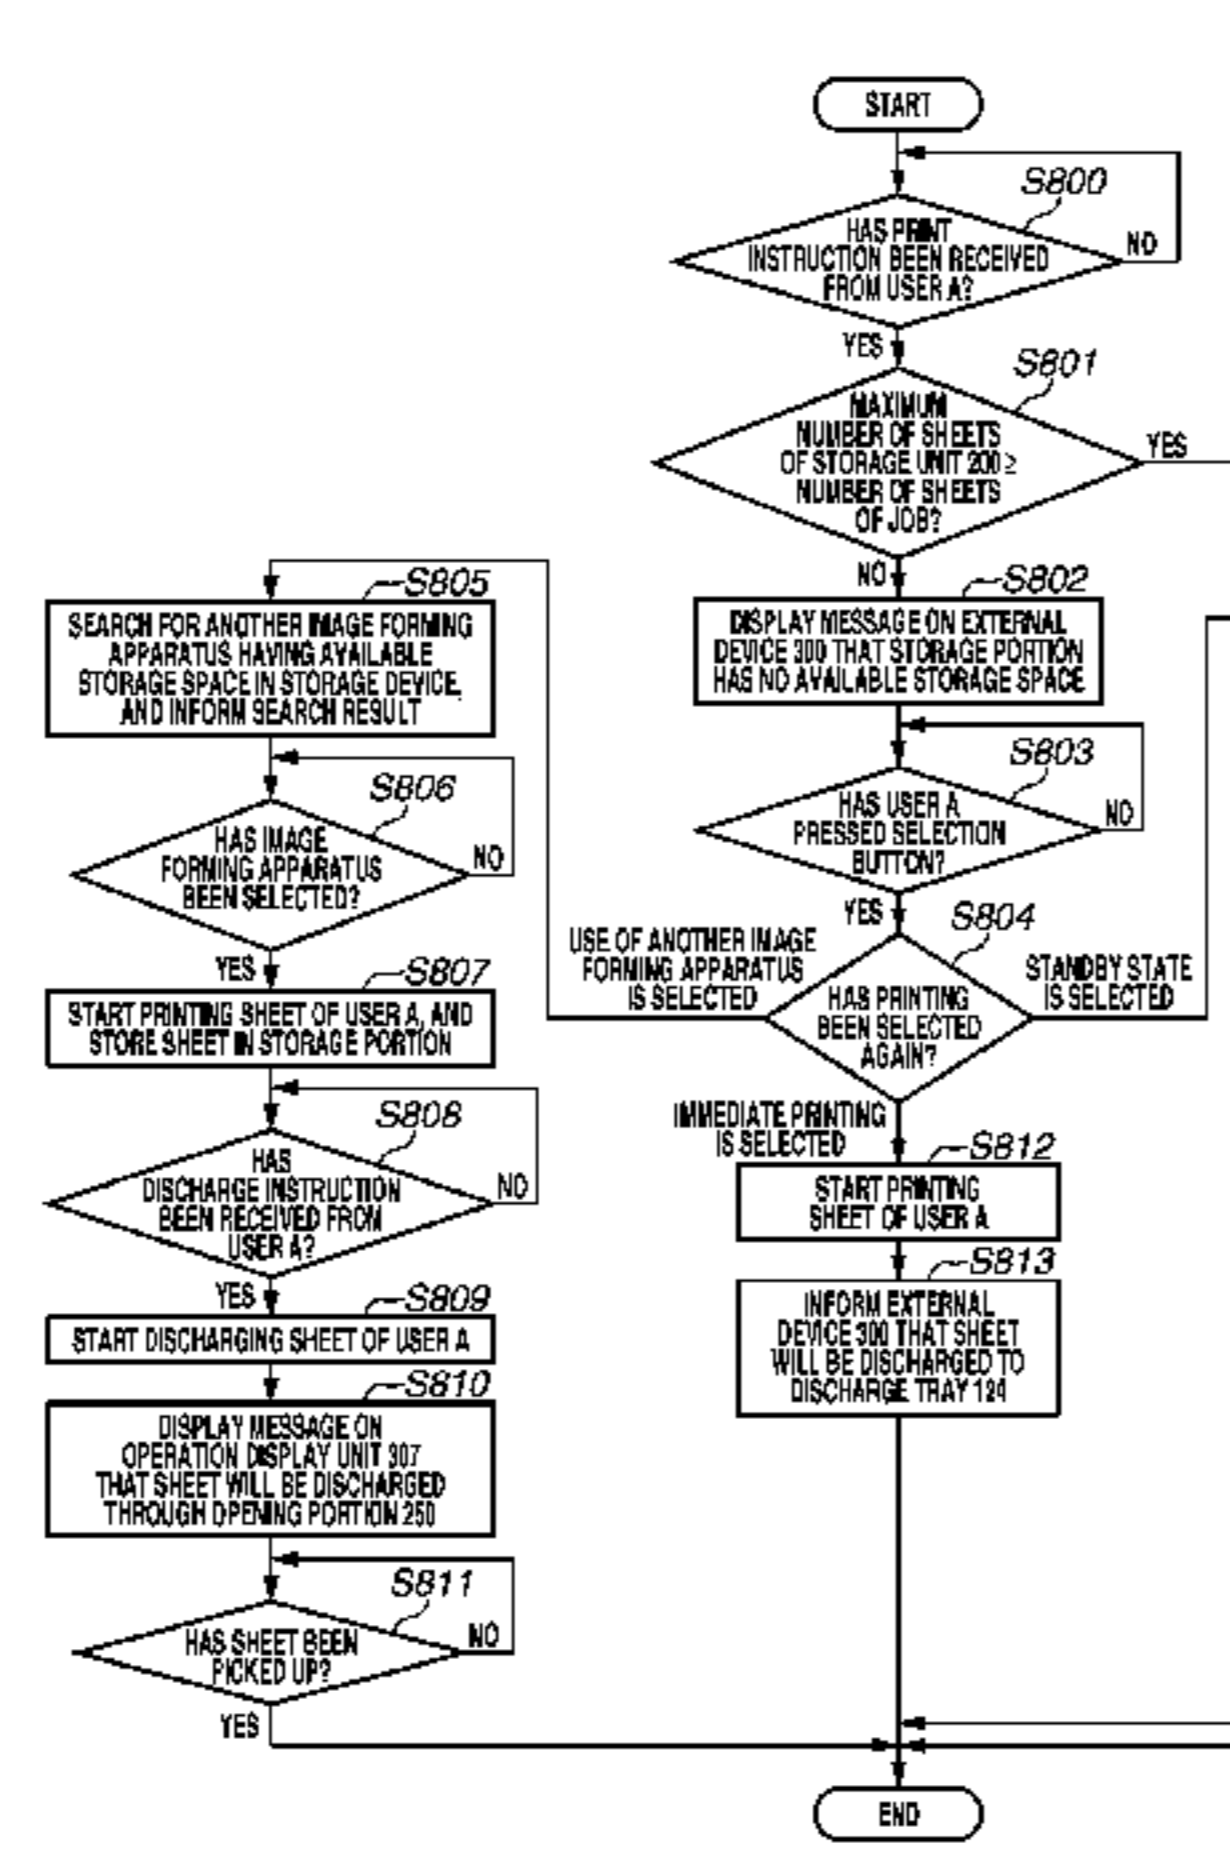 START
S800
HAS PRINT
INSTRUCTION BEEN RECEIVED
FROM USER A?
NO
YES
S801
MAXIMUM
NUMBER OF SHEETS
OF STORAGE UNIT 200 ≥
NUMBER OF SHEETS
OF JOB?
YES
NO
S802
DISPLAY MESSAGE ON EXTERNAL
DEVICE 300 THAT STORAGE PORTION
HAS NO AVAILABLE STORAGE SPACE
S803
HAS USER A
PRESSED SELECTION
BUTTON?
NO
YES
S804
HAS PRINTING
BEEN SELECTED
AGAIN?
USE OF ANOTHER IMAGE
FORMING APPARATUS
IS SELECTED
STANDBY STATE
IS SELECTED
IMMEDIATE PRINTING
IS SELECTED
S812
START PRINTING
SHEET OF USER A
S813
INFORM EXTERNAL
DEVICE 300 THAT SHEET
WILL BE DISCHARGED TO
DISCHARGE TRAY 124
S805
SEARCH FOR ANOTHER IMAGE FORMING
APPARATUS HAVING AVAILABLE
STORAGE SPACE IN STORAGE DEVICE,
AND INFORM SEARCH RESULT
S806
HAS IMAGE
FORMING APPARATUS
BEEN SELECTED?
NO
YES
S807
START PRINTING SHEET OF USER A, AND
STORE SHEET IN STORAGE PORTION
S808
HAS
DISCHARGE INSTRUCTION
BEEN RECEIVED FROM
USER A?
NO
YES
S809
START DISCHARGING SHEET OF USER A
S810
DISPLAY MESSAGE ON
OPERATION DISPLAY UNIT 307
THAT SHEET WILL BE DISCHARGED
THROUGH OPENING PORTION 250
S811
HAS SHEET BEEN
PICKED UP?
NO
YES
END